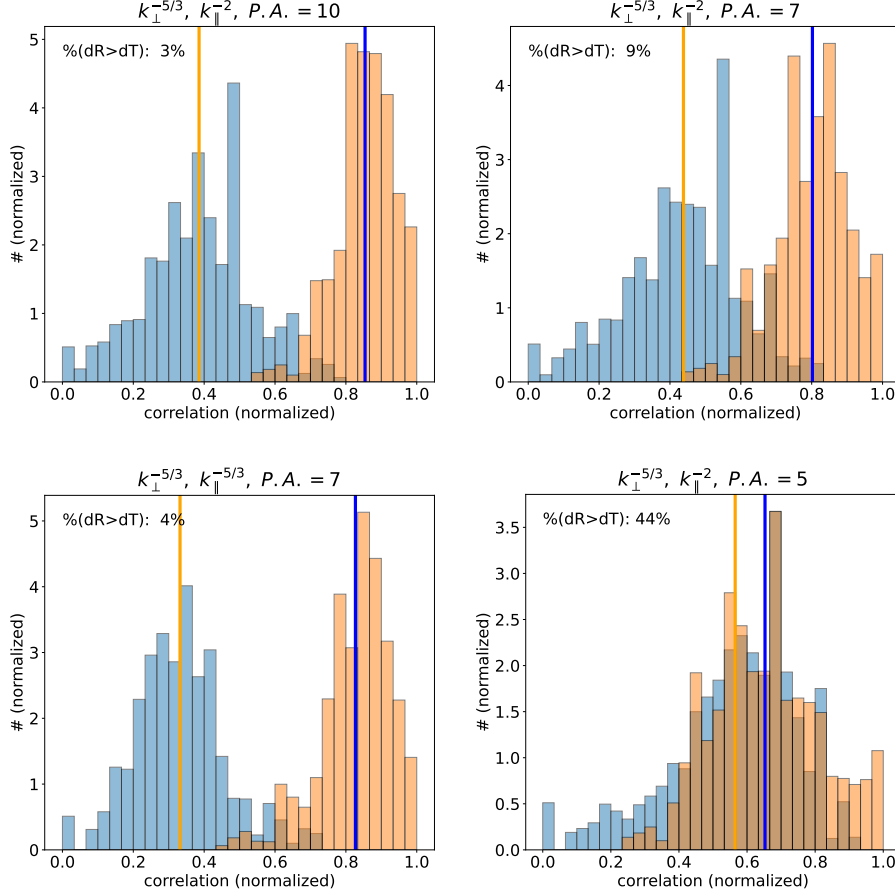 k⊥^−5/3, k∥^−2, P.A. = 10
%(dR>dT): 3%
# (normalized)
5
4
3
2
1
0
0.0 0.2 0.4 0.6 0.8 1.0
correlation (normalized)
k⊥^−5/3, k∥^−2, P.A. = 7
%(dR>dT): 9%
# (normalized)
4
3
2
1
0
0.0 0.2 0.4 0.6 0.8 1.0
correlation (normalized)
k⊥^−5/3, k∥^−5/3, P.A. = 7
%(dR>dT): 4%
# (normalized)
5
4
3
2
1
0
0.0 0.2 0.4 0.6 0.8 1.0
correlation (normalized)
k⊥^−5/3, k∥^−2, P.A. = 5
%(dR>dT): 44%
# (normalized)
3.5
3.0
2.5
2.0
1.5
1.0
0.5
0.0
0.0 0.2 0.4 0.6 0.8 1.0
correlation (normalized)